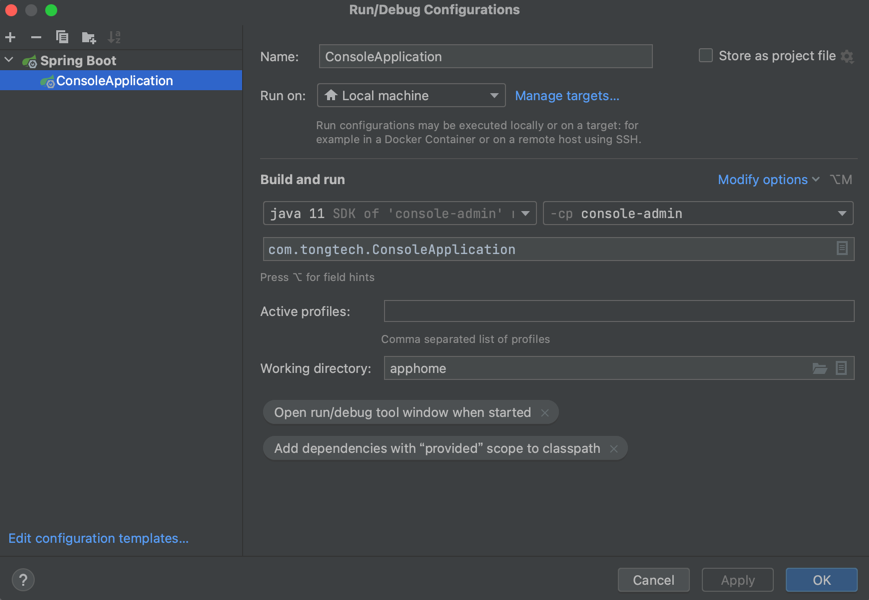 Run/Debug Configurations
Spring Boot
ConsoleApplication
Name: ConsoleApplication
Store as project file
Run on: Local machine
Manage targets...
Run configurations may be executed locally or on a target: for
example in a Docker Container or on a remote host using SSH.
Build and run
Modify options ⌥M
java 11 SDK of 'console-admin'
-cp console-admin
com.tongtech.ConsoleApplication
Press ⌥ for field hints
Active profiles:
Comma separated list of profiles
Working directory: apphome
Open run/debug tool window when started ×
Add dependencies with “provided” scope to classpath ×
Edit configuration templates...
?
Cancel
Apply
OK